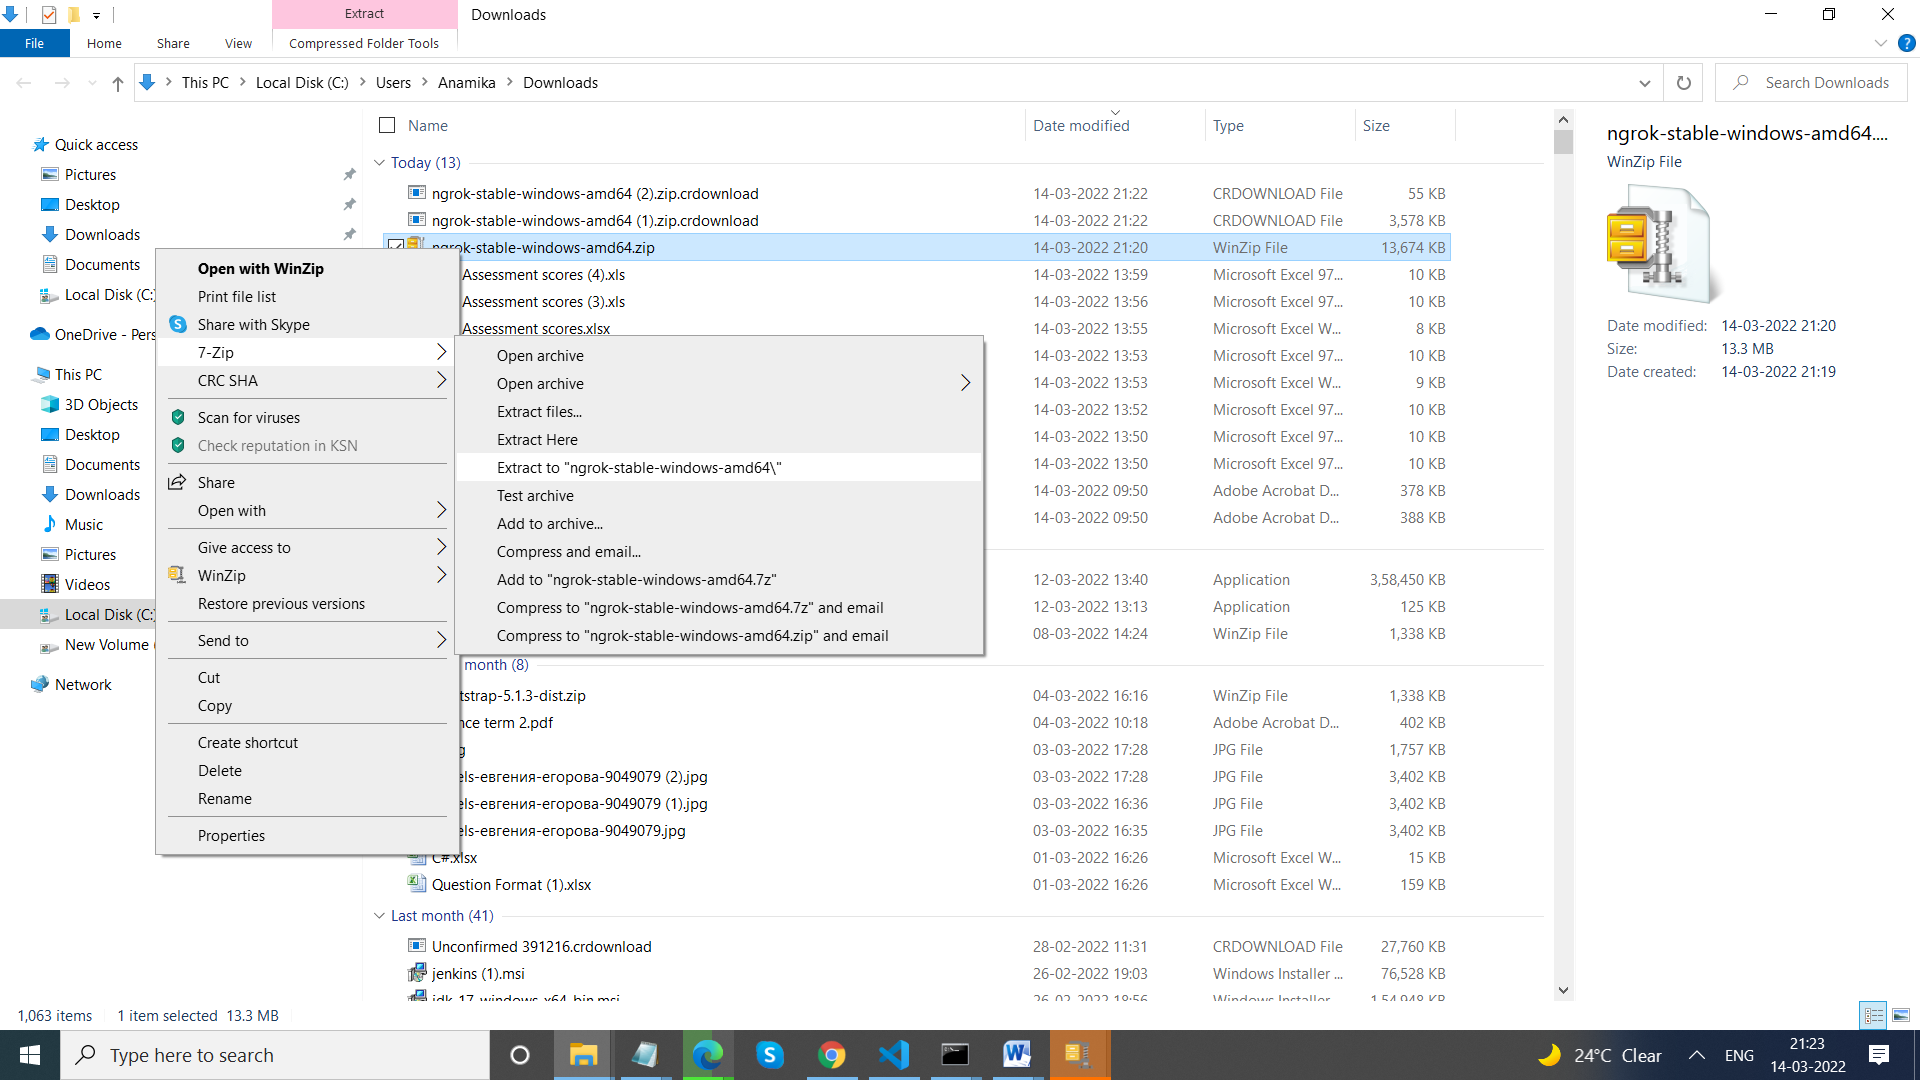 Extract
Downloads
File
Home
Share
View
Compressed Folder Tools
This PC
Local Disk (C:)
Users
Anamika
Downloads
Search Downloads
Quick access
Pictures
Desktop
Downloads
Documents
Local Disk (C:)
OneDrive - Pers
This PC
3D Objects
Desktop
Documents
Downloads
Music
Pictures
Videos
Local Disk (C:)
New Volume (
Network
Open with WinZip
Print file list
Share with Skype
7-Zip
CRC SHA
Scan for viruses
Check reputation in KSN
Share
Open with
Give access to
WinZip
Restore previous versions
Send to
Cut
Copy
Create shortcut
Delete
Rename
Properties
Open archive
Open archive
Extract files...
Extract Here
Extract to "ngrok-stable-windows-amd64\"
Test archive
Add to archive...
Compress and email...
Add to "ngrok-stable-windows-amd64.7z"
Compress to "ngrok-stable-windows-amd64.7z" and email
Compress to "ngrok-stable-windows-amd64.zip" and email
Name Date modified Type Size
Today (13)
ngrok-stable-windows-amd64 (2).zip.crdownload 14-03-2022 21:22 CRDOWNLOAD File 55 KB
ngrok-stable-windows-amd64 (1).zip.crdownload 14-03-2022 21:22 CRDOWNLOAD File 3,578 KB
ngrok-stable-windows-amd64.zip 14-03-2022 21:20 WinZip File 13,674 KB
Assessment scores (4).xls 14-03-2022 13:59 Microsoft Excel 97... 10 KB
Assessment scores (3).xls 14-03-2022 13:56 Microsoft Excel 97... 10 KB
Assessment scores.xlsx 14-03-2022 13:55 Microsoft Excel W... 8 KB
14-03-2022 13:53 Microsoft Excel 97... 10 KB
14-03-2022 13:53 Microsoft Excel W... 9 KB
14-03-2022 13:52 Microsoft Excel 97... 10 KB
14-03-2022 13:50 Microsoft Excel 97... 10 KB
14-03-2022 13:50 Microsoft Excel 97... 10 KB
14-03-2022 09:50 Adobe Acrobat D... 378 KB
14-03-2022 09:50 Adobe Acrobat D... 388 KB
12-03-2022 13:40 Application 3,58,450 KB
12-03-2022 13:13 Application 125 KB
08-03-2022 14:24 WinZip File 1,338 KB
month (8)
tstrap-5.1.3-dist.zip 04-03-2022 16:16 WinZip File 1,338 KB
nce term 2.pdf 04-03-2022 10:18 Adobe Acrobat D... 402 KB
g 03-03-2022 17:28 JPG File 1,757 KB
els-евгения-егорова-9049079 (2).jpg 03-03-2022 17:28 JPG File 3,402 KB
els-евгения-егорова-9049079 (1).jpg 03-03-2022 16:36 JPG File 3,402 KB
els-евгения-егорова-9049079.jpg 03-03-2022 16:35 JPG File 3,402 KB
C#.xlsx 01-03-2022 16:26 Microsoft Excel W... 15 KB
Question Format (1).xlsx 01-03-2022 16:26 Microsoft Excel W... 159 KB
Last month (41)
Unconfirmed 391216.crdownload 28-02-2022 11:31 CRDOWNLOAD File 27,760 KB
jenkins (1).msi 26-02-2022 19:03 Windows Installer ... 76,528 KB
jdk-17 windows-x64 bin.msi 26-02-2022 18:56 Windows Installer 1,54,948 KB
ngrok-stable-windows-amd64....
WinZip File
Date modified: 14-03-2022 21:20
Size: 13.3 MB
Date created: 14-03-2022 21:19
1,063 items 1 item selected 13.3 MB
Type here to search
24°C Clear
ENG
21:23
14-03-2022